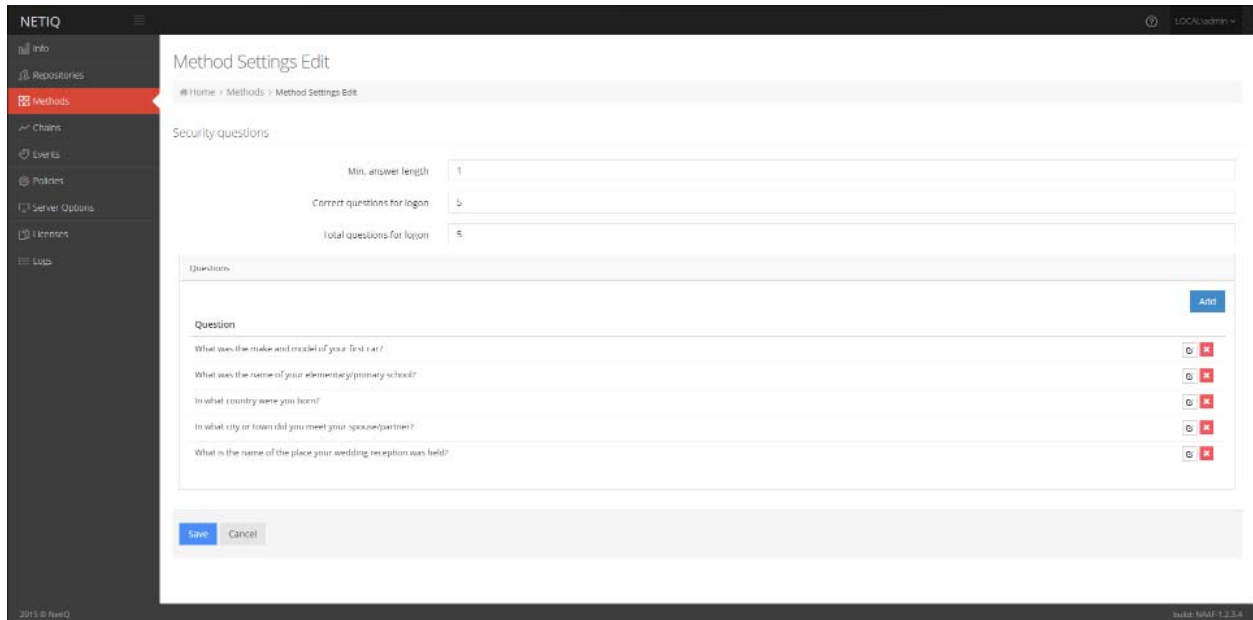 NETIQ
LOCAL\admin
Info
Repositories
Methods
Chains
Events
Policies
Server Options
Licenses
Logs
Method Settings Edit
Home > Methods > Method Settings Edit
Security questions
Min. answer length 1
Correct questions for logon 5
Total questions for logon 5
Questions
Add
Question
What was the make and model of your first car?
What was the name of your elementary/primary school?
In what country were you born?
In what city or town did you meet your spouse/partner?
What is the name of the place your wedding reception was held?
Save Cancel
2015 © NetIQ
build: NAAF-1.2.3.4